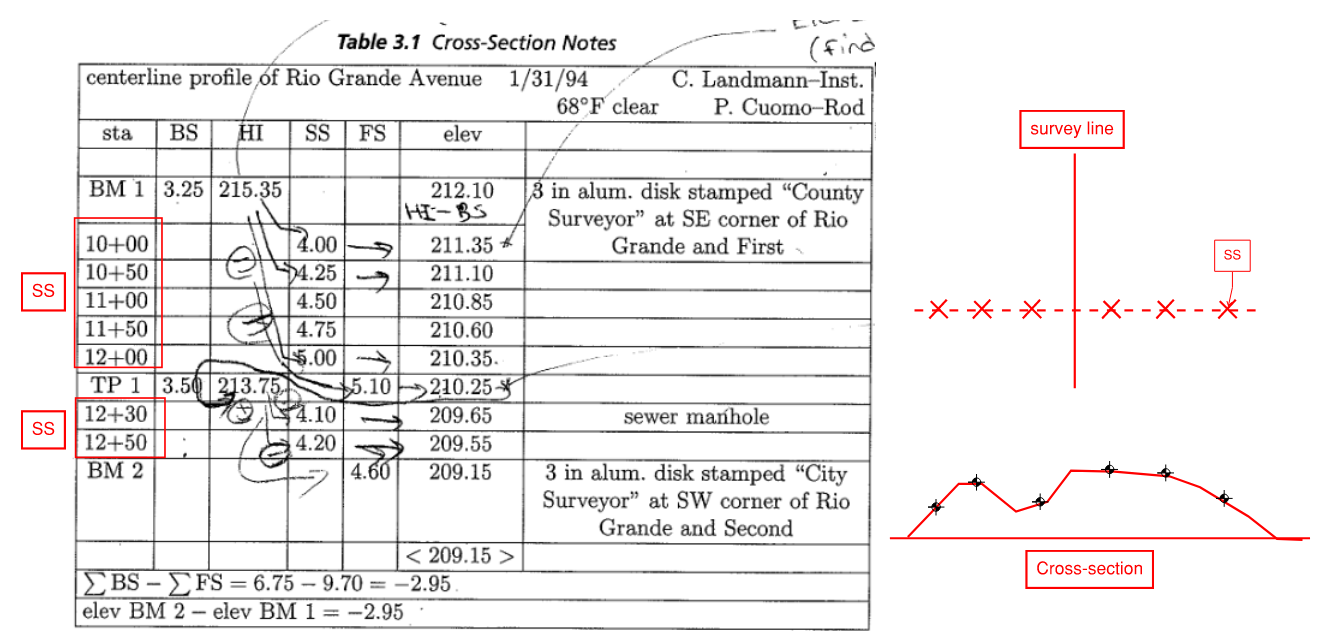 Table 3.1 Cross-Section Notes
(find
centerline profile of Rio Grande Avenue 1/31/94 C. Landmann–Inst.
68°F clear P. Cuomo–Rod
sta BS HI SS FS elev
BM 1 3.25 215.35 212.10 3 in alum. disk stamped “County
HI-BS Surveyor” at SE corner of Rio
10+00 4.00 211.35 Grande and First
10+50 4.25 211.10
11+00 4.50 210.85
11+50 4.75 210.60
12+00 5.00 210.35
TP 1 3.50 213.75 5.10 210.25
12+30 4.10 209.65 sewer manhole
12+50 4.20 209.55
BM 2 4.60 209.15 3 in alum. disk stamped “City
Surveyor” at SW corner of Rio
Grande and Second
< 209.15 >
∑BS − ∑FS = 6.75 − 9.70 = −2.95
elev BM 2 − elev BM 1 = −2.95
SS
SS
survey line
SS
Cross-section